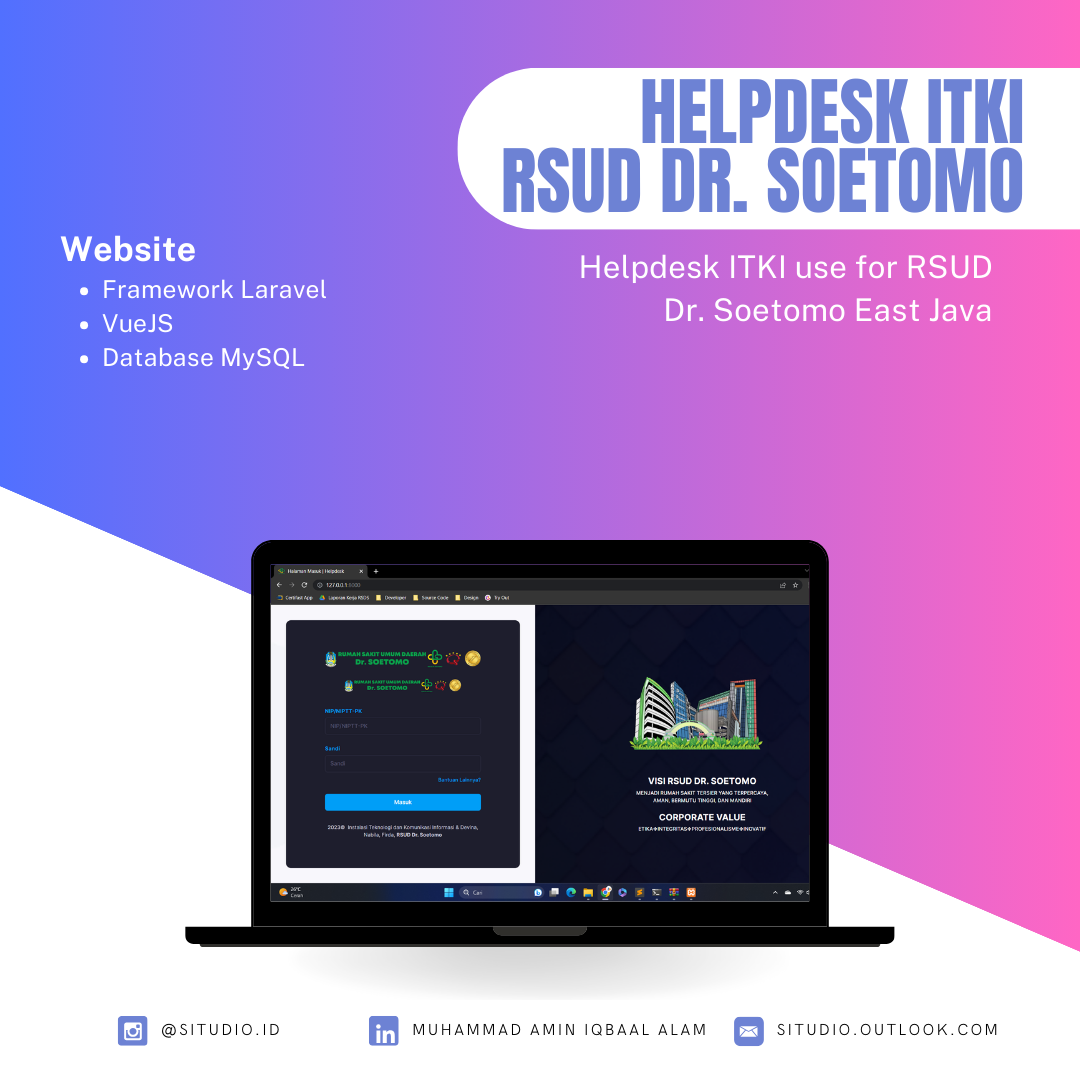 HELPDESK ITKI
RSUD DR. SOETOMO
Helpdesk ITKI use for RSUD
Dr. Soetomo East Java
Website
Framework Laravel
VueJS
Database MySQL
Halaman Masuk | Helpdesk
127.0.0.1:8000
Certifast App
Laporan Kerja RSDS
Developer
Source Code
Design
Try Out
RUMAH SAKIT UMUM DAERAH
Dr. SOETOMO
RUMAH SAKIT UMUM DAERAH
Dr. SOETOMO
NIP/NIPTT-PK
NIP/NIPTT-PK
Sandi
Sandi
Bantuan Lainnya?
Masuk
2023© Instalasi Teknologi dan Komunikasi Informasi & Devina,
Nabila, Firda, RSUD Dr. Soetomo
VISI RSUD DR. SOETOMO
MENJADI RUMAH SAKIT TERSIER YANG TERPERCAYA,
AMAN, BERMUTU TINGGI, DAN MANDIRI
CORPORATE VALUE
ETIKA✦INTEGRITAS✦PROFESIONALISME✦INOVATIF
26°C
Cerah
Cari
@SITUDIO.ID
MUHAMMAD AMIN IQBAAL ALAM
SITUDIO.OUTLOOK.COM